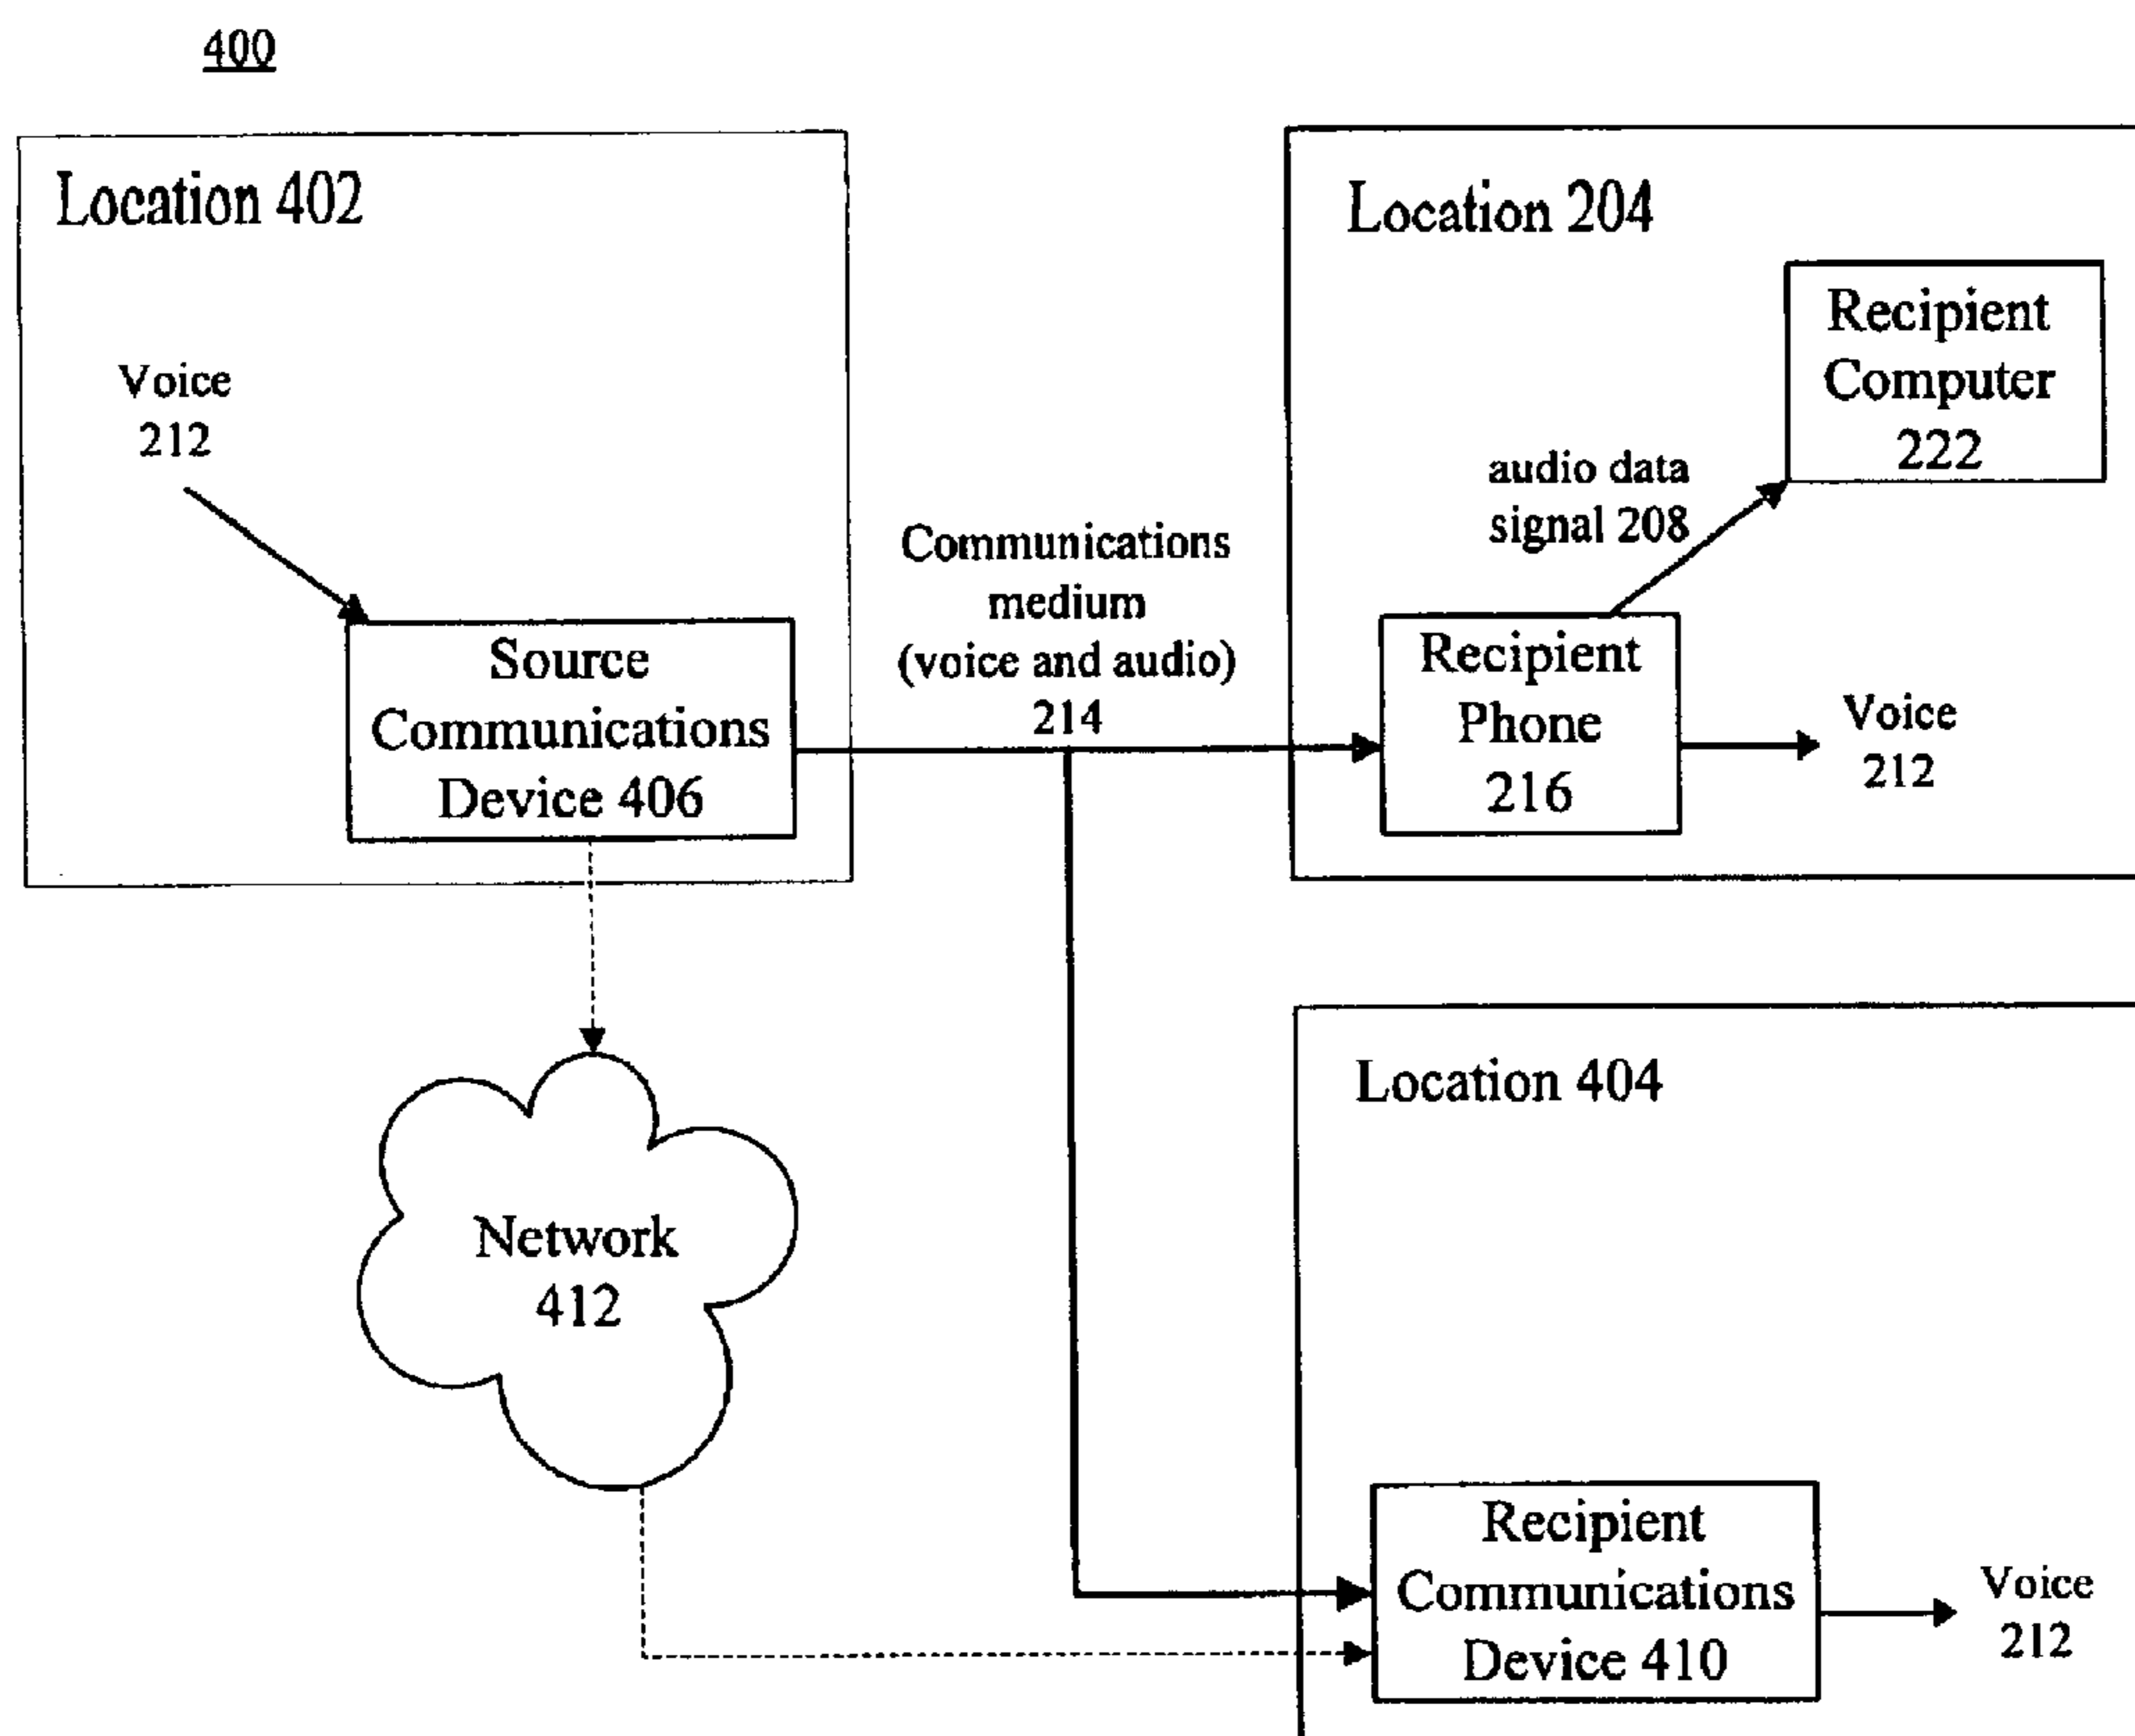 400
Location 402
Voice
212
Source
Communications
Device 406
Communications
medium
(voice and audio)
214
Location 204
Recipient
Computer
222
audio data
signal 208
Recipient
Phone
216
Voice
212
Network
412
Location 404
Recipient
Communications
Device 410
Voice
212